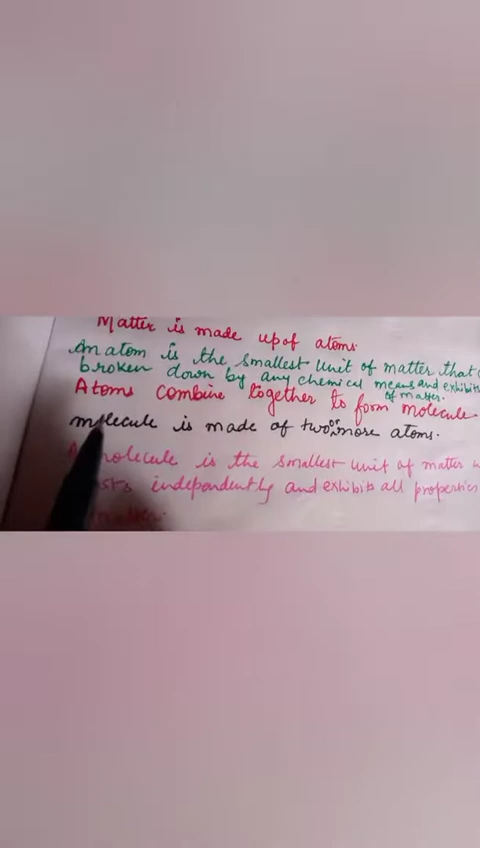 Matter is made up of atoms.
An atom is the smallest unit of matter that
broken down by any chemical means and exhibits
of matter.
Atoms combine together to form molecule.
molecule is made of two or more atoms.
molecule is the smallest unit of matter
independently and exhibits all properties